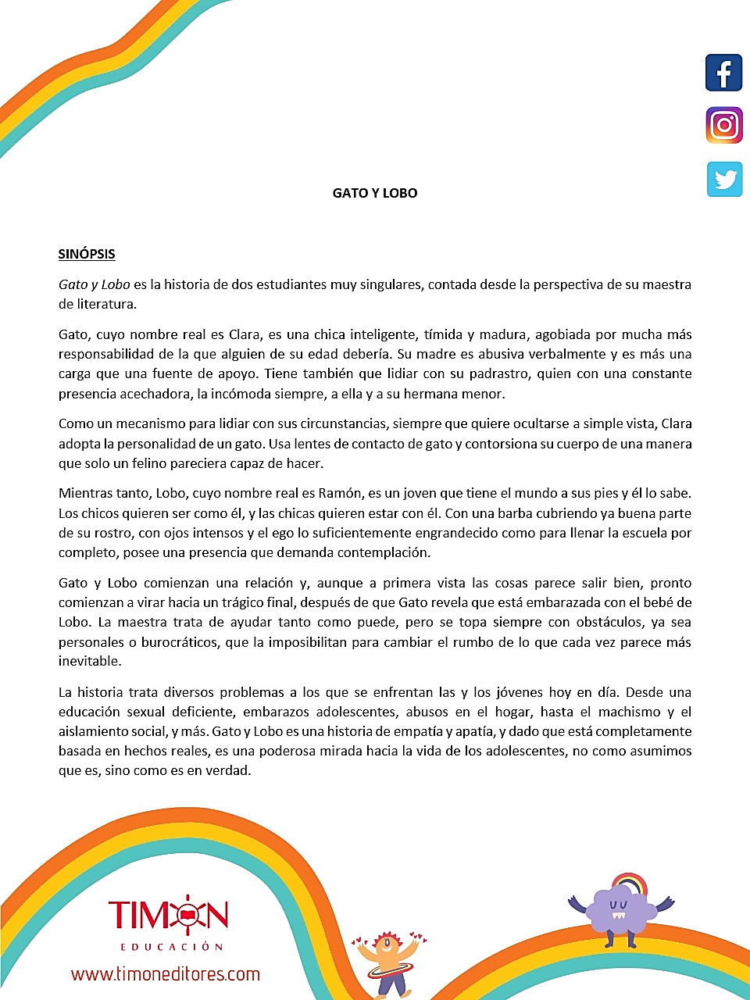 GATO Y LOBO
SINÓPSIS
Gato y Lobo es la historia de dos estudiantes muy singulares, contada desde la perspectiva de su maestra
de literatura.
Gato, cuyo nombre real es Clara, es una chica inteligente, tímida y madura, agobiada por mucha más
responsabilidad de la que alguien de su edad debería. Su madre es abusiva verbalmente y es más una
carga que una fuente de apoyo. Tiene también que lidiar con su padrastro, quien con una constante
presencia acechadora, la incómoda siempre, a ella y a su hermana menor.
Como un mecanismo para lidiar con sus circunstancias, siempre que quiere ocultarse a simple vista, Clara
adopta la personalidad de un gato. Usa lentes de contacto de gato y contorsiona su cuerpo de una manera
que solo un felino pareciera capaz de hacer.
Mientras tanto, Lobo, cuyo nombre real es Ramón, es un joven que tiene el mundo a sus pies y él lo sabe.
Los chicos quieren ser como él, y las chicas quieren estar con él. Con una barba cubriendo ya buena parte
de su rostro, con ojos intensos y el ego lo suficientemente engrandecido como para llenar la escuela por
completo, posee una presencia que demanda contemplación.
Gato y Lobo comienzan una relación y, aunque a primera vista las cosas parece salir bien, pronto
comienzan a virar hacia un trágico final, después de que Gato revela que está embarazada con el bebé de
Lobo. La maestra trata de ayudar tanto como puede, pero se topa siempre con obstáculos, ya sea
personales o burocráticos, que la imposibilitan para cambiar el rumbo de lo que cada vez parece más
inevitable.
La historia trata diversos problemas a los que se enfrentan las y los jóvenes hoy en día. Desde una
educación sexual deficiente, embarazos adolescentes, abusos en el hogar, hasta el machismo y el
aislamiento social, y más. Gato y Lobo es una historia de empatía y apatía, y dado que está completamente
basada en hechos reales, es una poderosa mirada hacia la vida de los adolescentes, no como asumimos
que es, sino como es en verdad.
TIMÓN
EDUCACIÓN
www.timoneditores.com